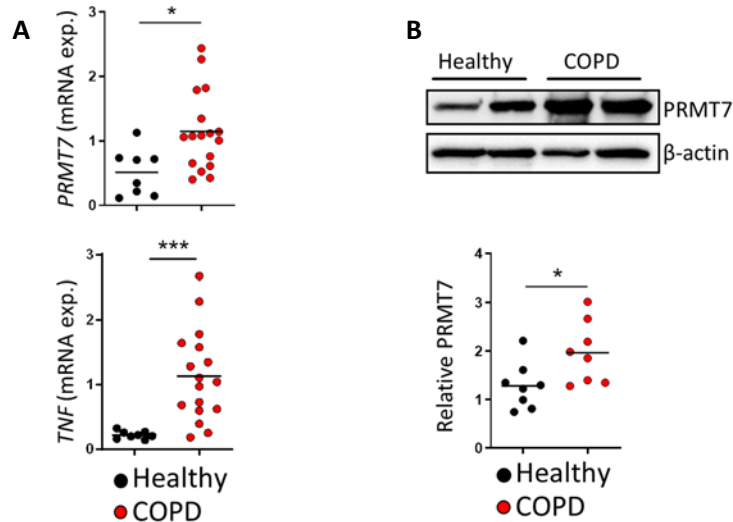 A
PRMT7 (mRNA exp.)
3
2
1
0
*
TNF (mRNA exp.)
3
2
1
0
***
Healthy
COPD
B
Healthy COPD
PRMT7
β-actin
Relative PRMT7
4
3
2
1
0
*
Healthy
COPD